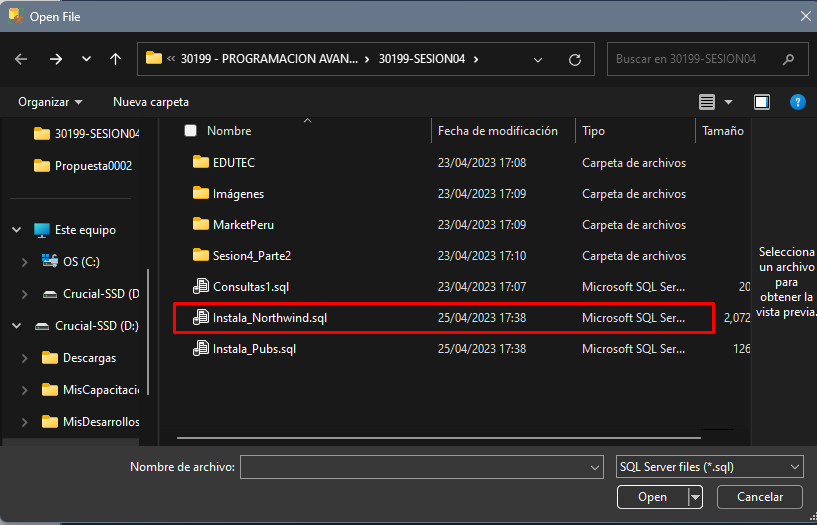 Open File
« 30199 - PROGRAMACION AVAN... › 30199-SESION04 ›
Buscar en 30199-SESION04
Organizar
Nueva carpeta
?
30199-SESION04
Propuesta0002
Este equipo
OS (C:)
Crucial-SSD (D
Crucial-SSD (D:)
Descargas
MisCapacitacio
MisDesarrollos
Nombre Fecha de modificación Tipo Tamaño
EDUTEC 23/04/2023 17:08 Carpeta de archivos
Imágenes 23/04/2023 17:09 Carpeta de archivos
MarketPeru 23/04/2023 17:09 Carpeta de archivos
Sesion4_Parte2 23/04/2023 17:10 Carpeta de archivos
Consultas1.sql 23/04/2023 17:07 Microsoft SQL Ser... 20
Instala_Northwind.sql 25/04/2023 17:38 Microsoft SQL Ser... 2,072
Instala_Pubs.sql 25/04/2023 17:38 Microsoft SQL Ser... 126
Selecciona
un archivo
para
obtener la
vista previa.
Nombre de archivo:
SQL Server files (*.sql)
Open
Cancelar